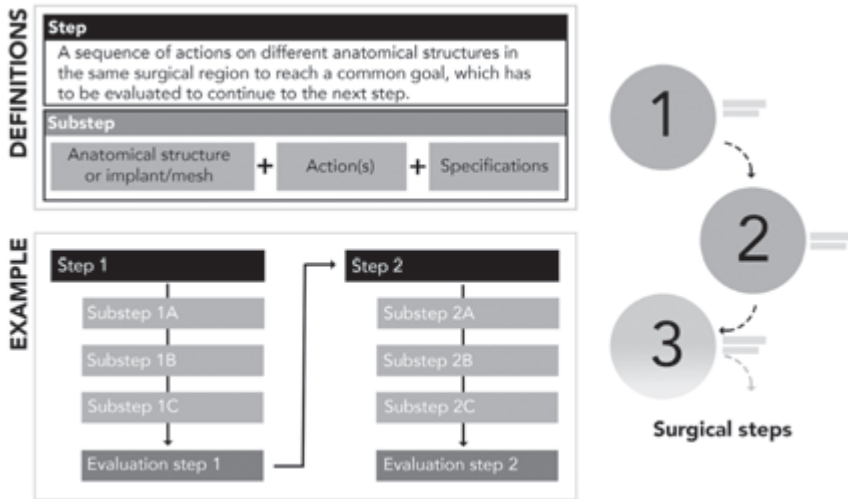 DEFINITIONS
Step
A sequence of actions on different anatomical structures in
the same surgical region to reach a common goal, which has
to be evaluated to continue to the next step.
Substep
Anatomical structure
or implant/mesh
+
Action(s)
+
Specifications
EXAMPLE
Step 1
Substep 1A
Substep 1B
Substep 1C
Evaluation step 1
Step 2
Substep 2A
Substep 2B
Substep 2C
Evaluation step 2
1
2
3
Surgical steps